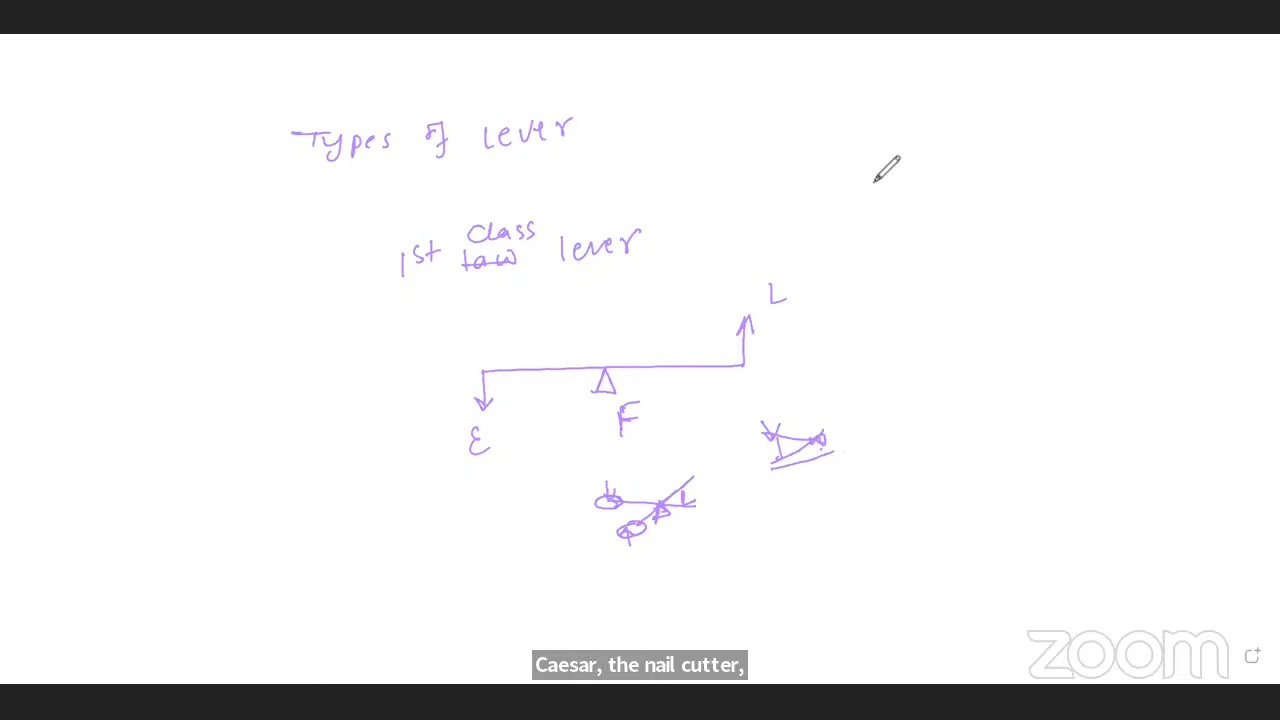 Types of lever
class
1st law lever
L
E
F
L
Caesar, the nail cutter,
zoom